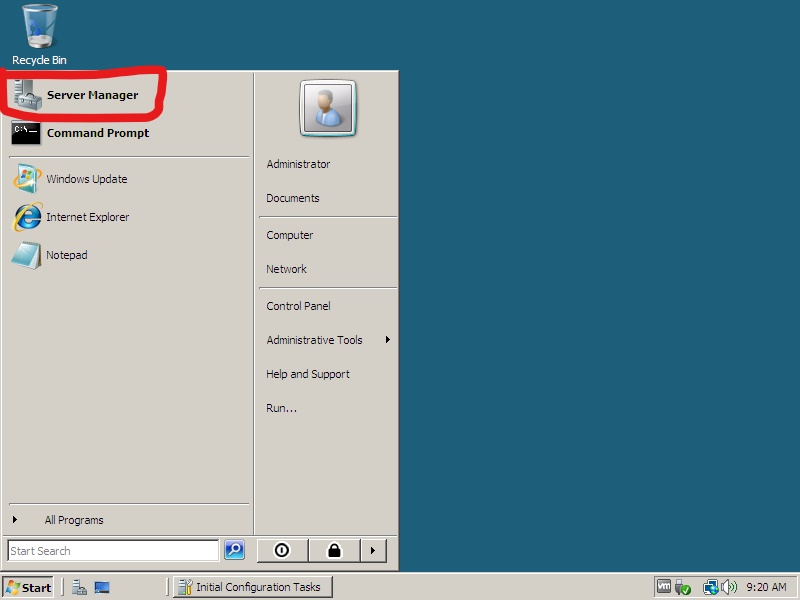 Recycle Bin
Server Manager
Command Prompt
Windows Update
Internet Explorer
Notepad
All Programs
Start Search
Administrator
Documents
Computer
Network
Control Panel
Administrative Tools
Help and Support
Run...
Start
Initial Configuration Tasks
9:20 AM